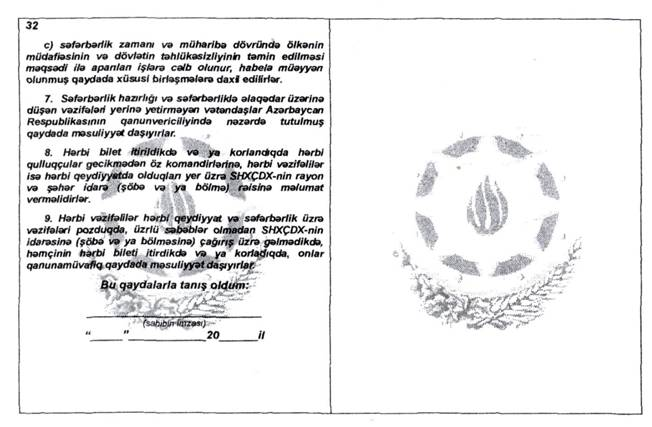 32
c) səfərbərlik zamanı və müharibə dövründə ölkənin
müdafiəsinin və dövlətin təhlükəsizliyinin təmin edilməsi
məqsədi ilə aparılan işlərə cəlb olunur, habelə müəyyən
olunmuş qaydada xüsusi birləşmələrə daxil edilirlər.
7. Səfərbərlik hazırlığı və səfərbərliklə əlaqədar üzərinə
düşən vəzifələri yerinə yetirməyən vətəndaşlar Azərbaycan
Respublikasının qanunvericiliyində nəzərdə tutulmuş
qaydada məsuliyyət daşıyırlar.
8. Hərbi bilet itirildikdə və ya korlandıqda hərbi
qulluqçular gecikmədən öz komandirlərinə, hərbi vəzifəlilər
isə hərbi qeydiyyatda olduqları yer üzrə SHXÇDX-nin rayon
və şəhər idarə (şöbə və ya bölmə) rəisinə məlumat
verməlidirlər.
9. Hərbi vəzifəlilər hərbi qeydiyyat və səfərbərlik üzrə
vəzifələri pozduqda, üzrlü səbəblər olmadan SHXÇDX-nin
idarəsinə (şöbə və ya bölməsinə) çağırış üzrə gəlmədikdə,
həmçinin hərbi bileti itirdikdə və ya korladıqda, onlar
qanunamüvafiq qaydada məsuliyyət daşıyırlar.
Bu qaydalarla tanış oldum:
(sahibin imzası)
“_____ ”____________20______il